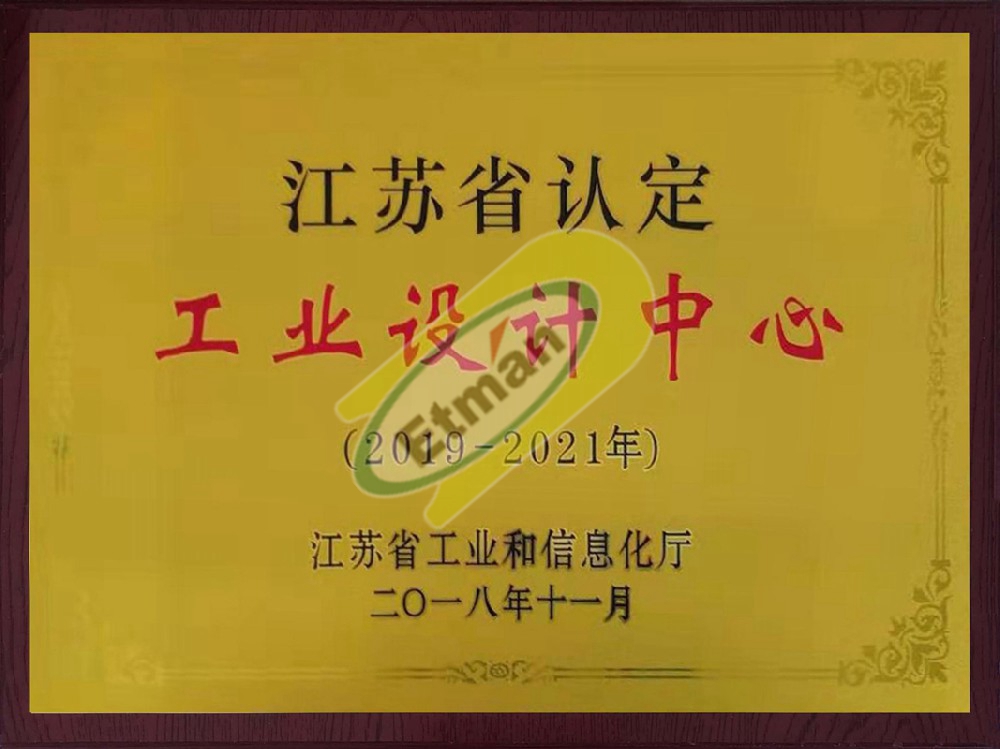 江苏省认定
工业设计中心
Etman
(2019-2021年)
江苏省工业和信息化厅
二〇一八年十一月